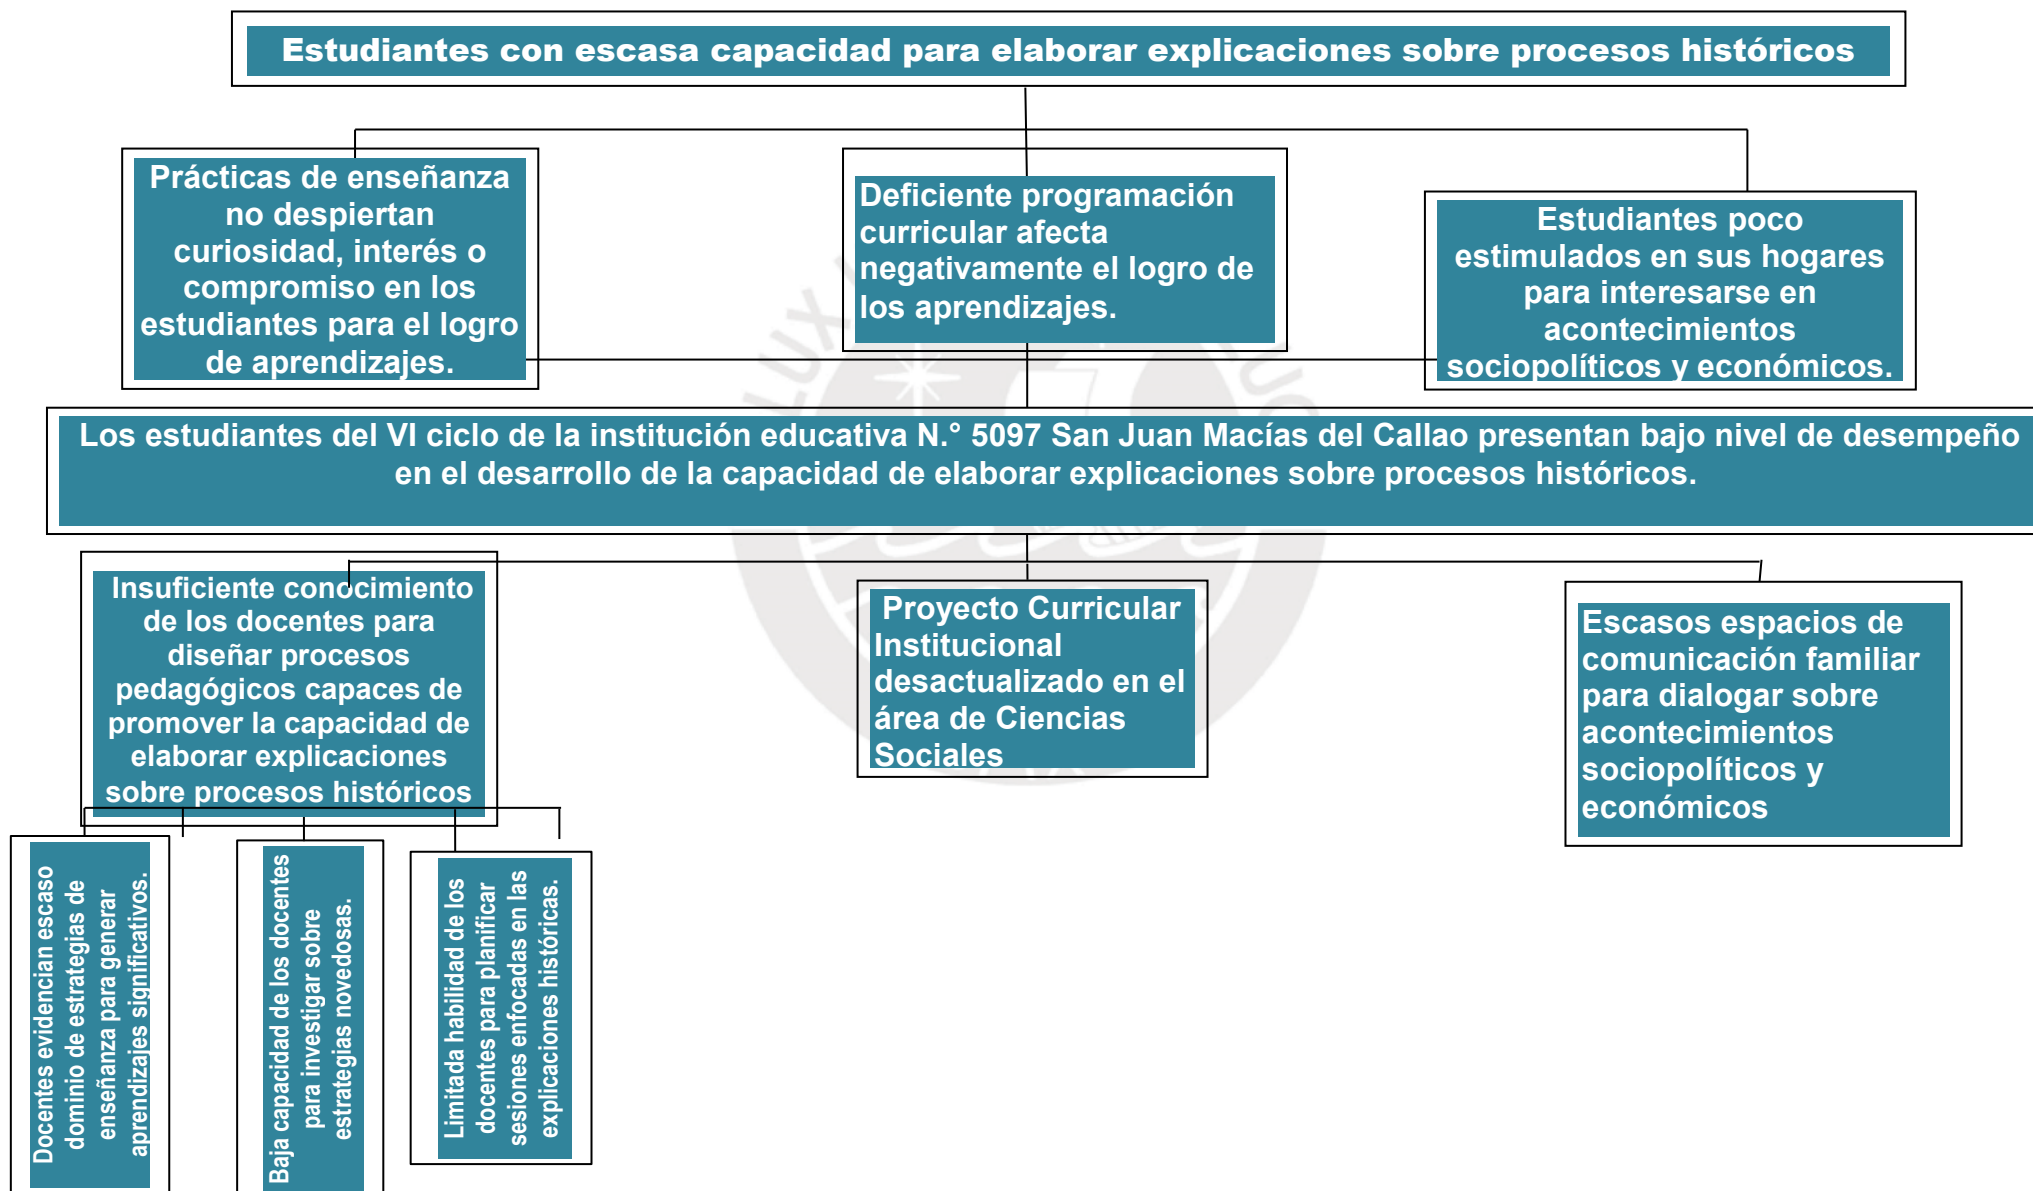 Estudiantes con escasa capacidad para elaborar explicaciones sobre procesos históricos
Prácticas de enseñanza
no despiertan
curiosidad, interés o
compromiso en los
estudiantes para el logro
de aprendizajes.
Deficiente programación
curricular afecta
negativamente el logro de
los aprendizajes.
Estudiantes poco
estimulados en sus hogares
para interesarse en
acontecimientos
sociopolíticos y económicos.
Los estudiantes del VI ciclo de la institución educativa N.° 5097 San Juan Macías del Callao presentan bajo nivel de desempeño
en el desarrollo de la capacidad de elaborar explicaciones sobre procesos históricos.
Insuficiente conocimiento
de los docentes para
diseñar procesos
pedagógicos capaces de
promover la capacidad de
elaborar explicaciones
sobre procesos históricos
Proyecto Curricular
Institucional
desactualizado en el
área de Ciencias
Sociales
Escasos espacios de
comunicación familiar
para dialogar sobre
acontecimientos
sociopolíticos y
económicos
Docentes evidencian escaso
dominio de estrategias de
enseñanza para generar
aprendizajes significativos.
Baja capacidad de los docentes
para investigar sobre
estrategias novedosas.
Limitada habilidad de los
docentes para planificar
sesiones enfocadas en las
explicaciones históricas.
LUX